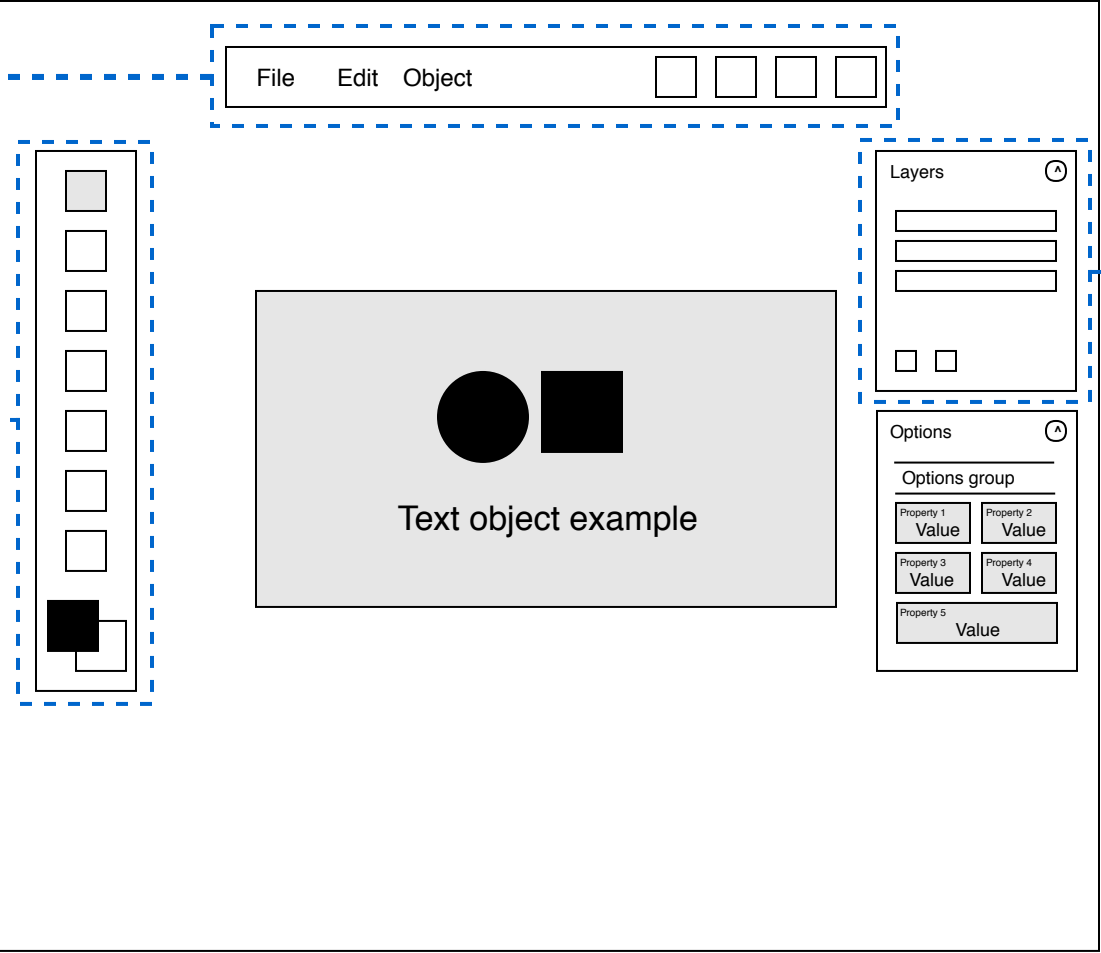 File Edit Object
Layers
^
Options
^
Options group
Property 1
Value
Property 2
Value
Property 3
Value
Property 4
Value
Property 5
Value
Text object example